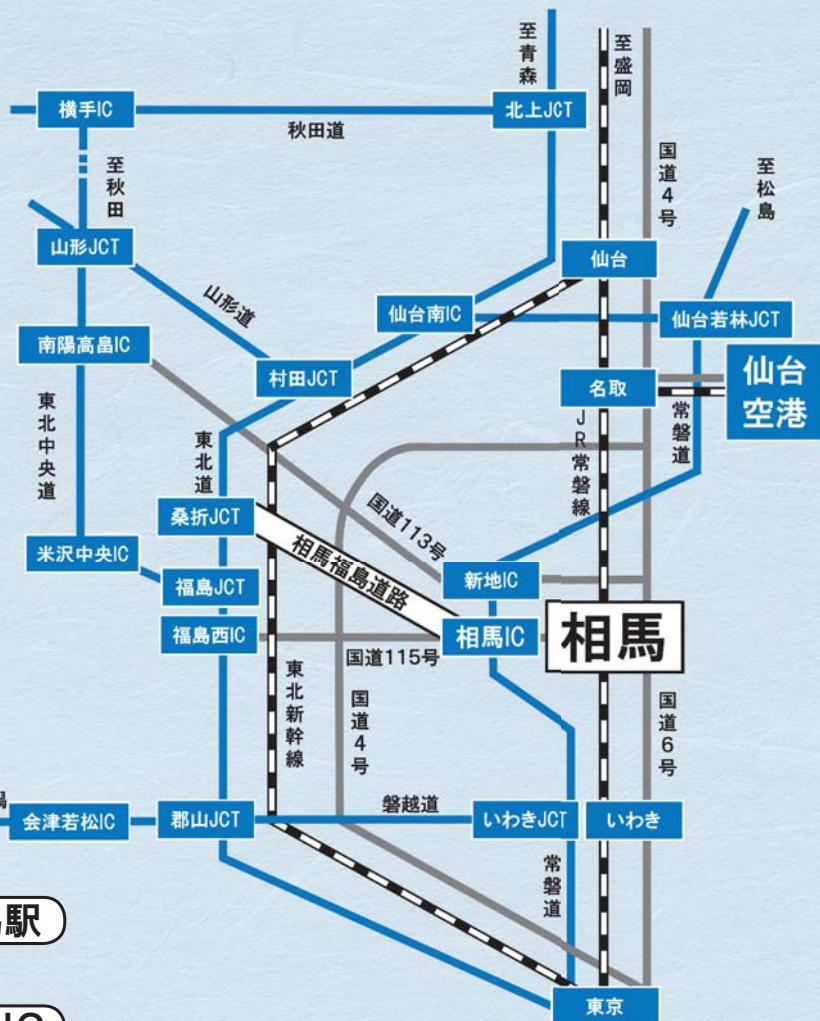 至青森
至盛岡
横手IC
北上JCT
秋田道
至秋田
国道4号
至松島
山形JCT
仙台
山形道
仙台南IC
仙台若林JCT
南陽高畠IC
村田JCT
名取
仙台
空港
東北中央道
東北道
JR常磐線
常磐道
桑折JCT
国道113号
相馬福島道路
米沢中央IC
福島JCT
新地IC
福島西IC
相馬IC
相馬
国道115号
東北新幹線
国道4号
国道6号
会津若松IC
郡山JCT
磐越道
いわきJCT
いわき
常磐道
駅
東京